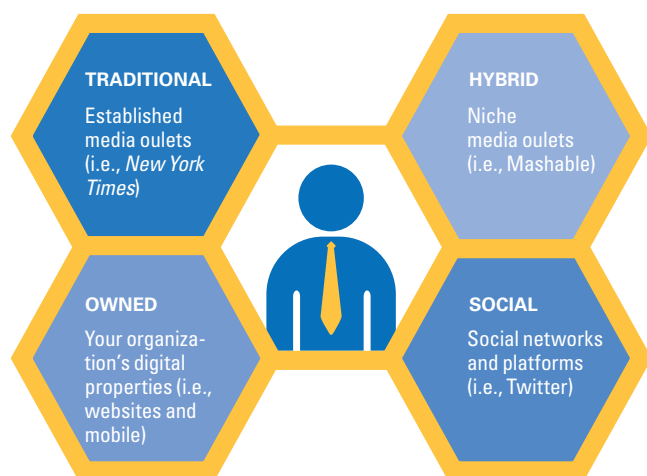 TRADITIONAL
Established
media oulets
(i.e., New York
Times)
HYBRID
Niche
media oulets
(i.e., Mashable)
OWNED
Your organiza-
tion's digital
properties (i.e.,
websites and
mobile)
SOCIAL
Social networks
and platforms
(i.e., Twitter)